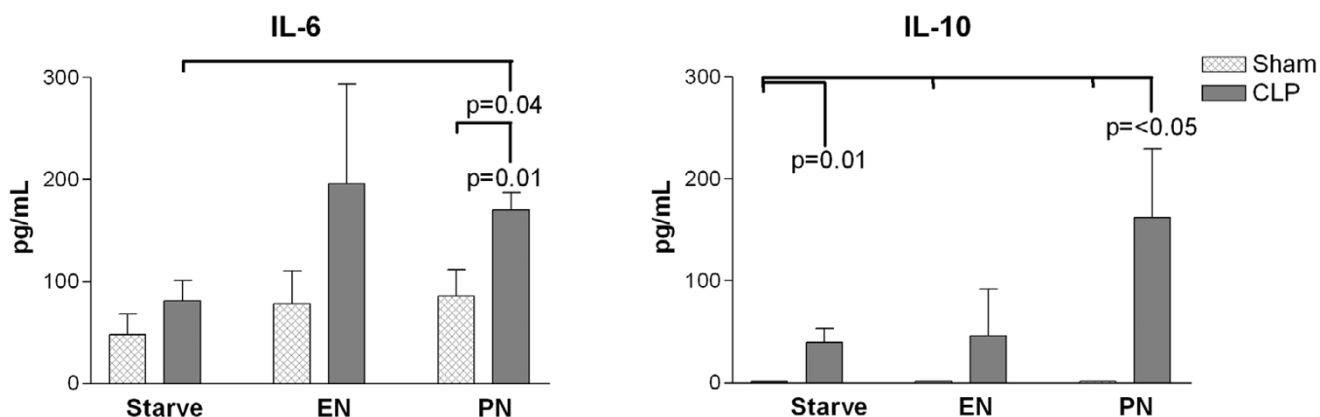 IL-6
300
200
100
0
pg/mL
p=0.04
p=0.01
Starve EN PN
IL-10
300
200
100
0
pg/mL
p=0.01
p=<0.05
Starve EN PN
Sham
CLP